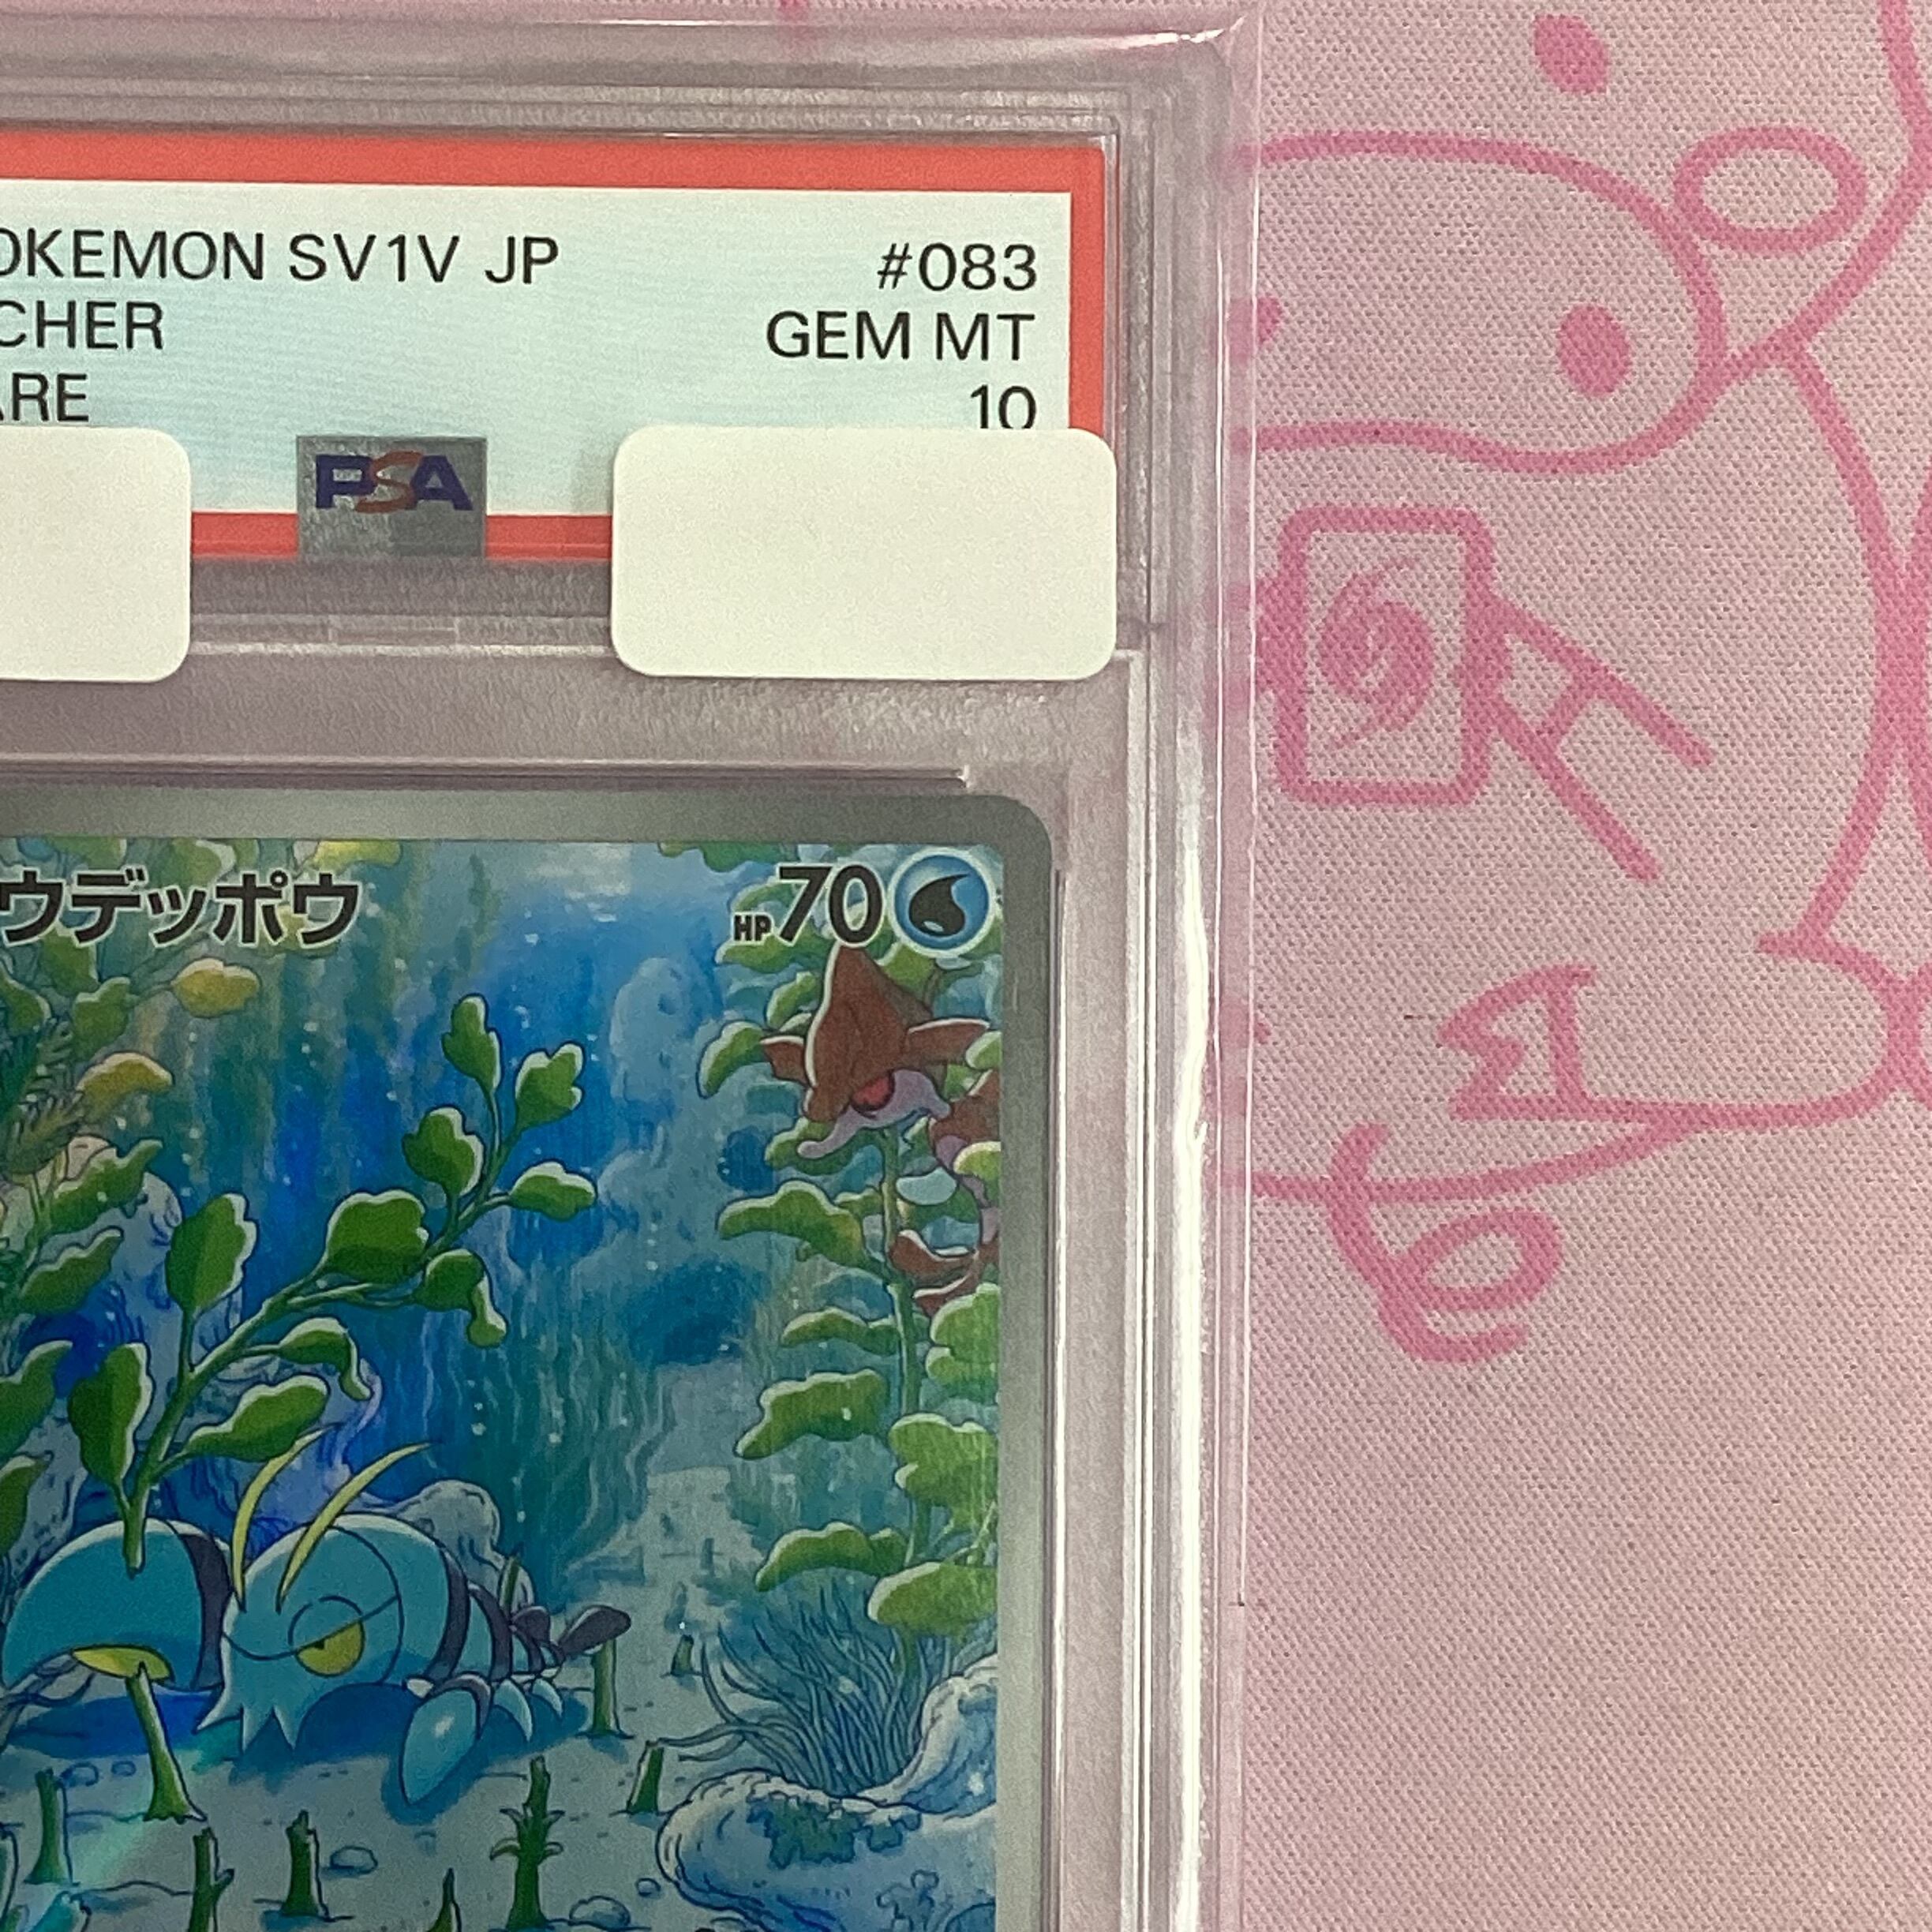 OKEMON SV1V JP #083
CHER GEM MT
ARE 10
PSA
ウデッポウ HP70